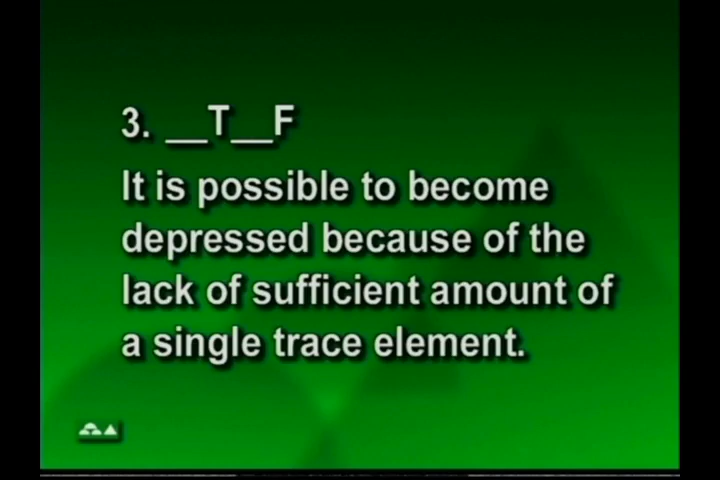 3. __T__F
It is possible to become
depressed because of the
lack of sufficient amount of
a single trace element.